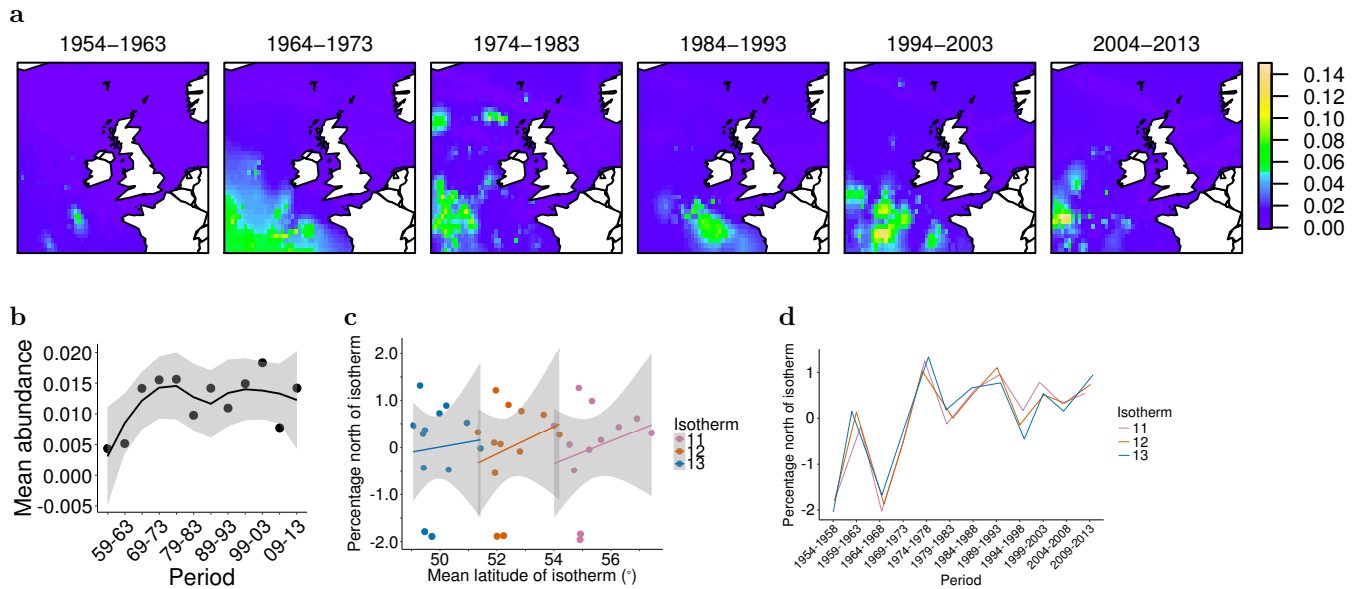 a
1954−1963 1964−1973 1974−1983 1984−1993 1994−2003 2004−2013
0.14
0.12
0.10
0.08
0.06
0.04
0.02
0.00
b
Mean abundance
0.020
0.015
0.010
0.005
0.000
-0.005
59-63 69-73 79-83 89-93 99-03 09-13
Period
c
Percentage north of isotherm
2.0
1.0
0
-1.0
-2.0
50 52 54 56
Mean latitude of isotherm (°)
Isotherm
11
12
13
d
Percentage north of isotherm
1
0
-1
-2
1954-1958 1959-1963 1964-1968 1969-1973 1974-1978 1979-1983 1984-1988 1989-1993 1994-1998 1999-2003 2004-2008 2009-2013
Period
Isotherm
11
12
13